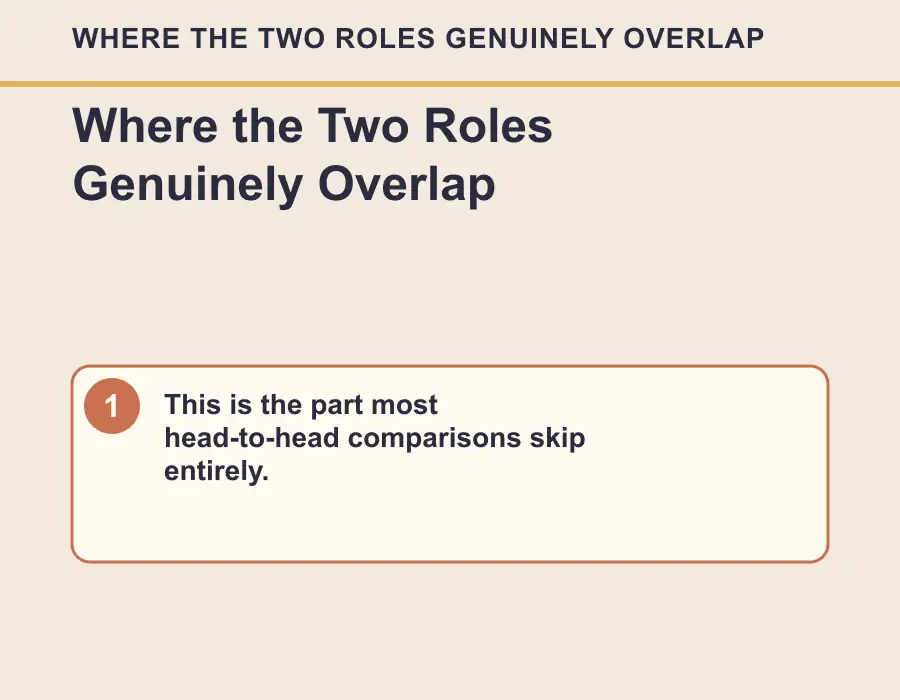 WHERE THE TWO ROLES GENUINELY OVERLAP
Where the Two Roles
Genuinely Overlap
1
This is the part most
head-to-head comparisons skip
entirely.